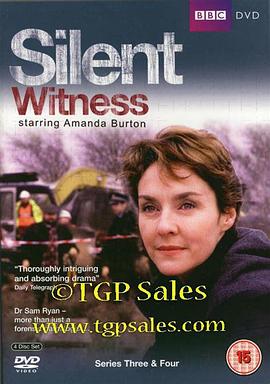 BBC DVD
Silent
Witness
starring Amanda Burton
"Thoroughly intriguing
and absorbing drama"
Daily Telegraph
©TGP Sales
Dr Sam Ryan –
more than just a
www.tgpsales.com
4 Disc Set
DVD
VIDEO
Series Three & Four
15